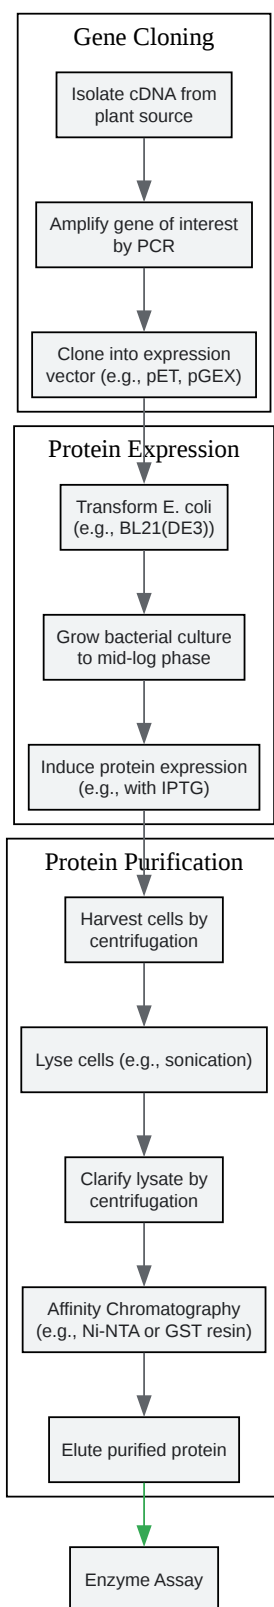 Gene Cloning
Isolate cDNA from
plant source
Amplify gene of interest
by PCR
Clone into expression
vector (e.g., pET, pGEX)
Protein Expression
Transform E. coli
(e.g., BL21(DE3))
Grow bacterial culture
to mid-log phase
Induce protein expression
(e.g., with IPTG)
Protein Purification
Harvest cells by
centrifugation
Lyse cells (e.g., sonication)
Clarify lysate by
centrifugation
Affinity Chromatography
(e.g., Ni-NTA or GST resin)
Elute purified protein
Enzyme Assay